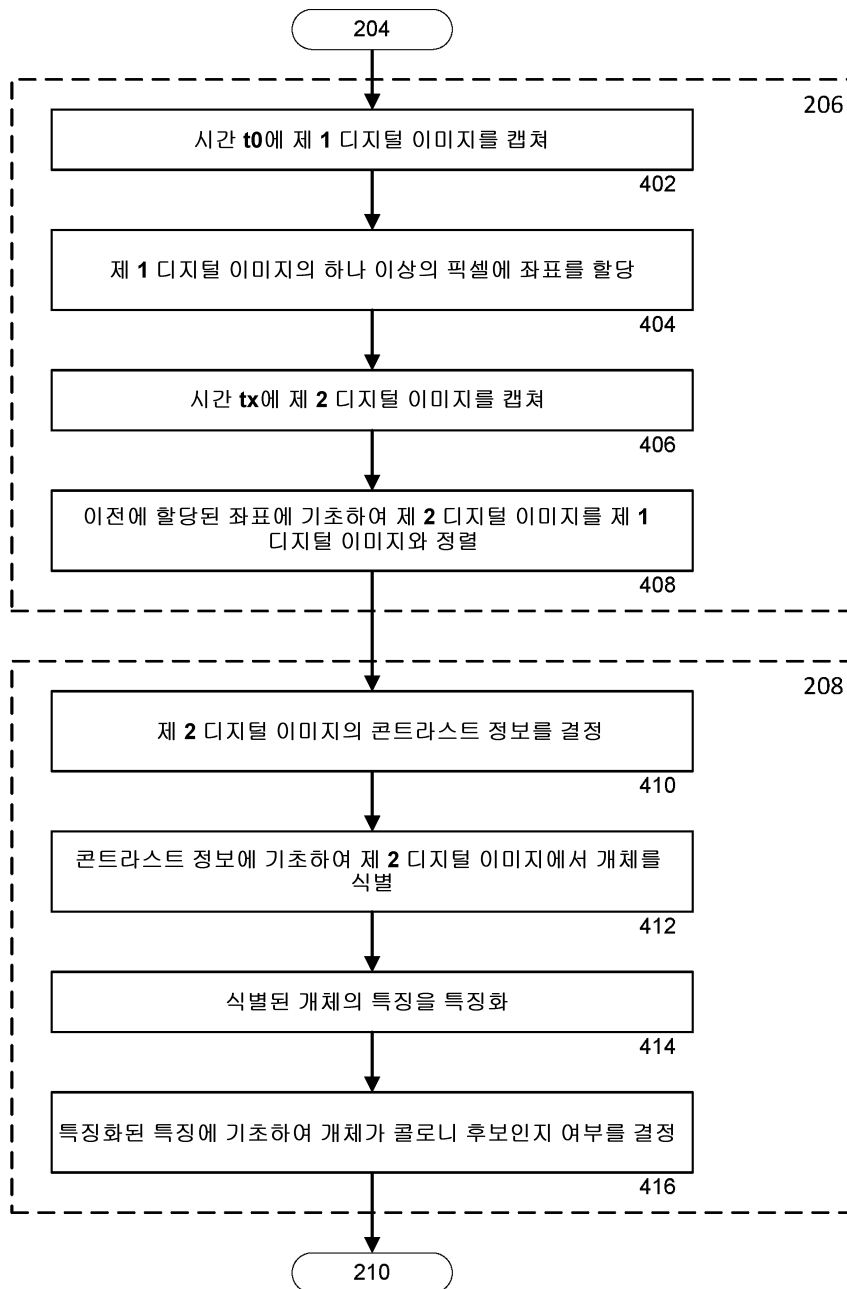 204
206
시간 t0에 제 1 디지털 이미지를 캡쳐
402
제 1 디지털 이미지의 하나 이상의 픽셀에 좌표를 할당
404
시간 tx에 제 2 디지털 이미지를 캡쳐
406
이전에 할당된 좌표에 기초하여 제 2 디지털 이미지를 제 1
디지털 이미지와 정렬
408
208
제 2 디지털 이미지의 콘트라스트 정보를 결정
410
콘트라스트 정보에 기초하여 제 2 디지털 이미지에서 개체를
식별
412
식별된 개체의 특징을 특징화
414
특징화된 특징에 기초하여 개체가 콜로니 후보인지 여부를 결정
416
210